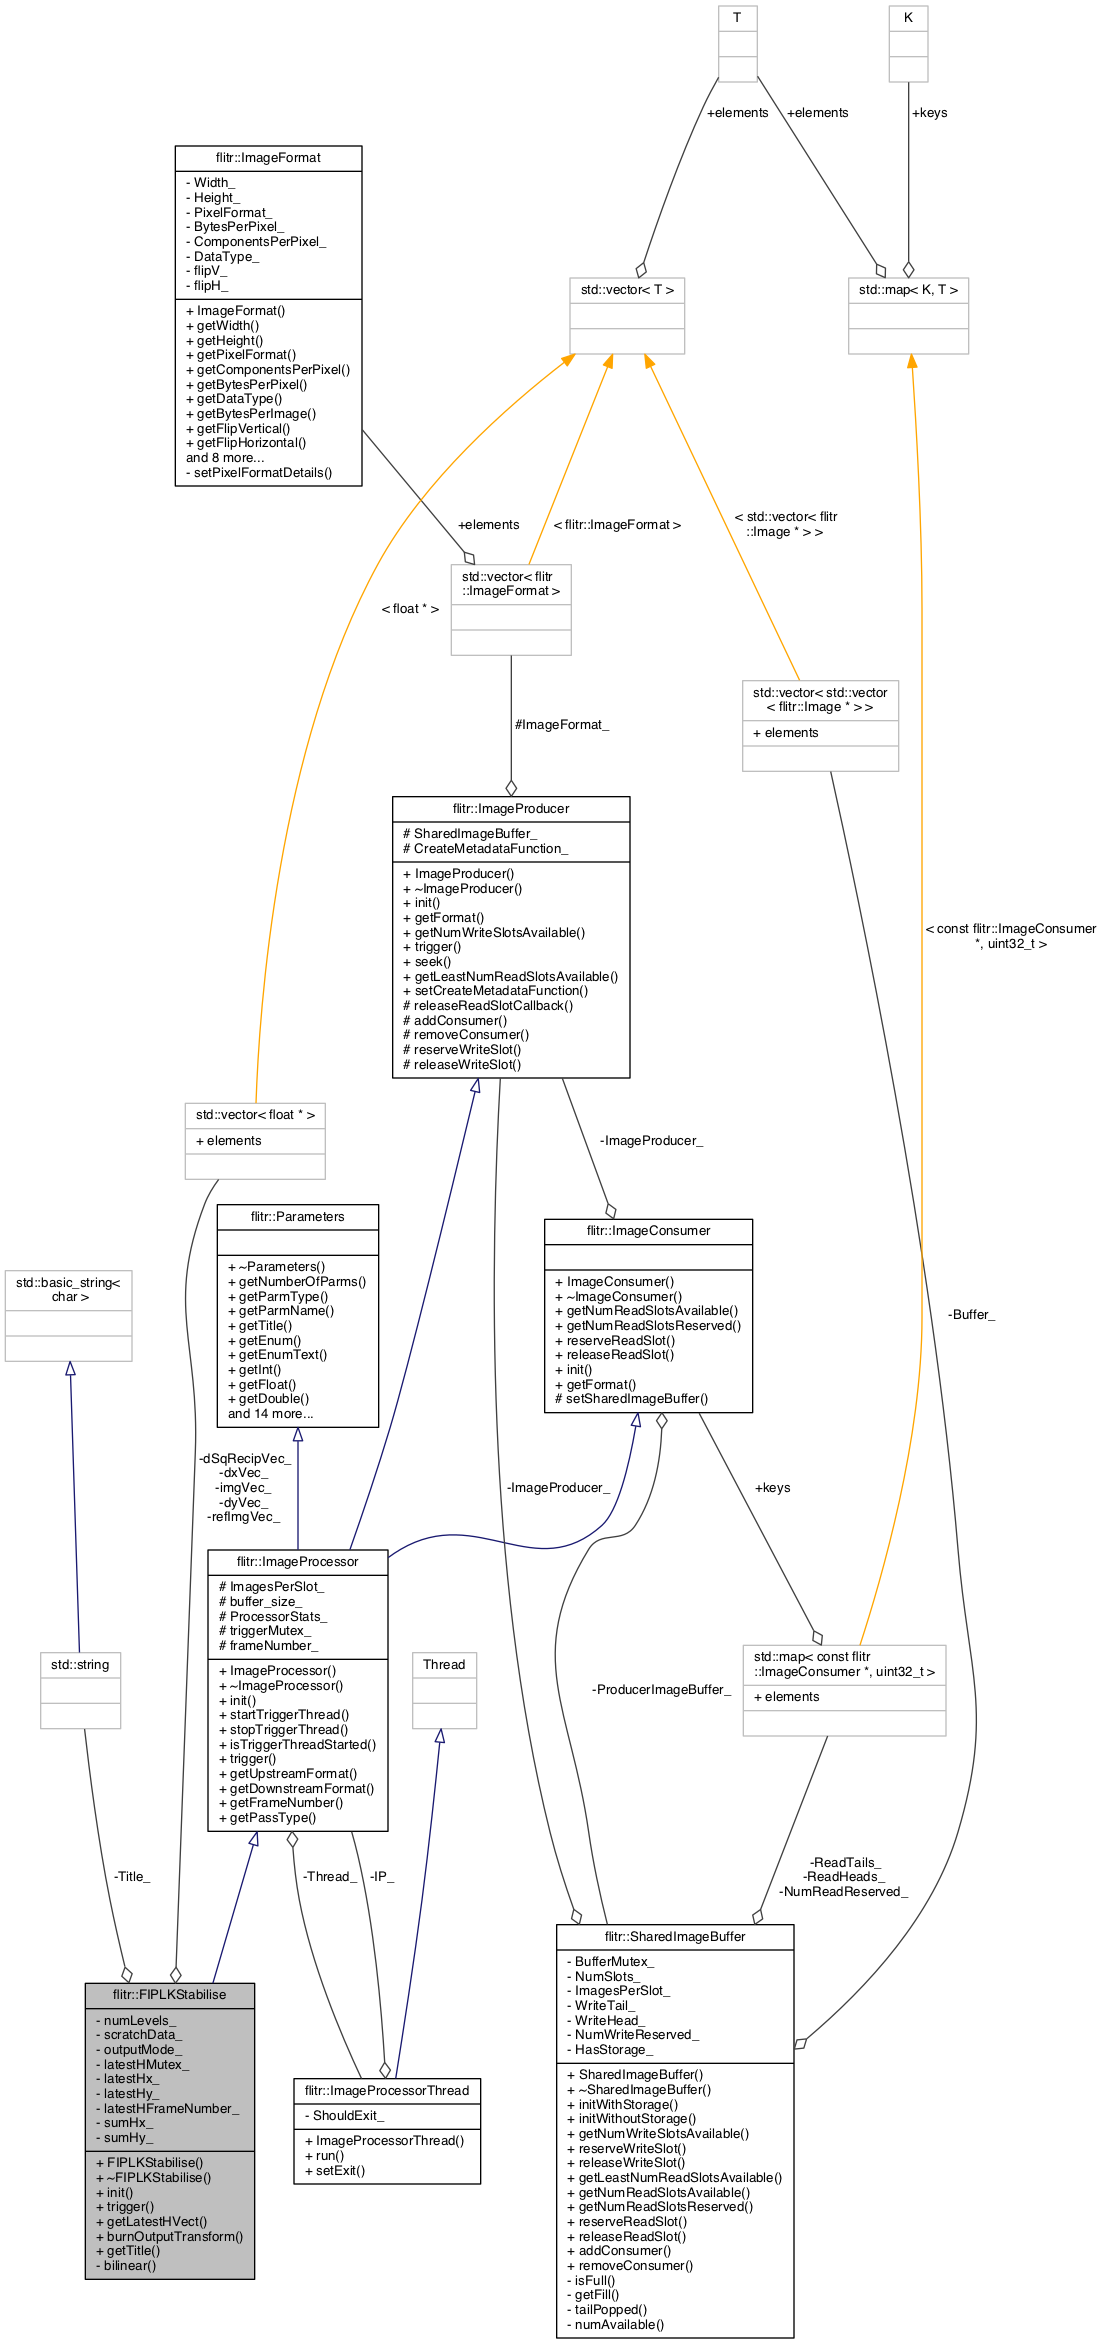 T
K
+elements
+elements
+keys
flitr::ImageFormat
- Width_
- Height_
- PixelFormat_
- BytesPerPixel_
- ComponentsPerPixel_
- DataType_
- flipV_
- flipH_
+ ImageFormat()
+ getWidth()
+ getHeight()
+ getPixelFormat()
+ getComponentsPerPixel()
+ getBytesPerPixel()
+ getDataType()
+ getBytesPerImage()
+ getFlipVertical()
+ getFlipHorizontal()
and 8 more...
- setPixelFormatDetails()
std::vector< T >
std::map< K, T >
+elements
< flitr::ImageFormat >
< std::vector< flitr
::Image * > >
std::vector< flitr
::ImageFormat >
< float * >
std::vector< std::vector
< flitr::Image * > >
+ elements
#ImageFormat_
flitr::ImageProducer
# SharedImageBuffer_
# CreateMetadataFunction_
+ ImageProducer()
+ ~ImageProducer()
+ init()
+ getFormat()
+ getNumWriteSlotsAvailable()
+ trigger()
+ seek()
+ getLeastNumReadSlotsAvailable()
+ setCreateMetadataFunction()
# releaseReadSlotCallback()
# addConsumer()
# removeConsumer()
# reserveWriteSlot()
# releaseWriteSlot()
< const flitr::ImageConsumer
*, uint32_t >
std::vector< float * >
+ elements
-ImageProducer_
flitr::Parameters
+ ~Parameters()
+ getNumberOfParms()
+ getParmType()
+ getParmName()
+ getTitle()
+ getEnum()
+ getEnumText()
+ getInt()
+ getFloat()
+ getDouble()
and 14 more...
flitr::ImageConsumer
+ ImageConsumer()
+ ~ImageConsumer()
+ getNumReadSlotsAvailable()
+ getNumReadSlotsReserved()
+ reserveReadSlot()
+ releaseReadSlot()
+ init()
+ getFormat()
# setSharedImageBuffer()
std::basic_string<
char >
-Buffer_
-dSqRecipVec_
-dxVec_
-imgVec_
-dyVec_
-refImgVec_
-ImageProducer_
+keys
flitr::ImageProcessor
# ImagesPerSlot_
# buffer_size_
# ProcessorStats_
# triggerMutex_
# frameNumber_
+ ImageProcessor()
+ ~ImageProcessor()
+ init()
+ startTriggerThread()
+ stopTriggerThread()
+ isTriggerThreadStarted()
+ trigger()
+ getUpstreamFormat()
+ getDownstreamFormat()
+ getFrameNumber()
+ getPassType()
std::string
Thread
-ProducerImageBuffer_
std::map< const flitr
::ImageConsumer *, uint32_t >
+ elements
-Title_
-Thread_
-IP_
-ReadTails_
-ReadHeads_
-NumReadReserved_
flitr::FIPLKStabilise
- numLevels_
- scratchData_
- outputMode_
- latestHMutex_
- latestHx_
- latestHy_
- latestHFrameNumber_
- sumHx_
- sumHy_
+ FIPLKStabilise()
+ ~FIPLKStabilise()
+ init()
+ trigger()
+ getLatestHVect()
+ burnOutputTransform()
+ getTitle()
- bilinear()
flitr::ImageProcessorThread
- ShouldExit_
+ ImageProcessorThread()
+ run()
+ setExit()
flitr::SharedImageBuffer
- BufferMutex_
- NumSlots_
- ImagesPerSlot_
- WriteTail_
- WriteHead_
- NumWriteReserved_
- HasStorage_
+ SharedImageBuffer()
+ ~SharedImageBuffer()
+ initWithStorage()
+ initWithoutStorage()
+ getNumWriteSlotsAvailable()
+ reserveWriteSlot()
+ releaseWriteSlot()
+ getLeastNumReadSlotsAvailable()
+ getNumReadSlotsAvailable()
+ getNumReadSlotsReserved()
+ reserveReadSlot()
+ releaseReadSlot()
+ addConsumer()
+ removeConsumer()
- isFull()
- getFill()
- tailPopped()
- numAvailable()